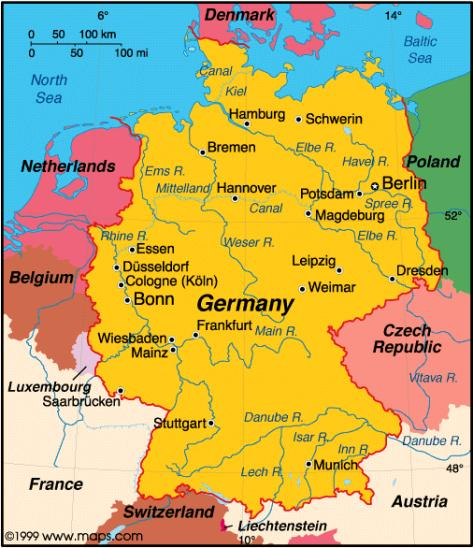 6°
Denmark
14°
0 50 100 km
0 50 100 mi
Baltic
Sea
North
Sea
Canal
Kiel
Hamburg
Schwerin
Elbe R.
Bremen
Havel R.
Poland
Netherlands
Ems R.
Mittelland
Hannover
Potsdam
Berlin
Spree R.
Canal
Magdeburg
52°
Elbe R.
Rhine R.
Weser R.
Essen
Düsseldorf
Leipzig
Dresden
Belgium
Cologne (Köln)
Weimar
Bonn
Germany
Frankfurt
Main R.
Wiesbaden
Mainz
Czech
Republic
Vltava R.
Luxembourg
Saarbrücken
Stuttgart
Danube R.
Danube R.
Isar R.
Inn R.
Lech R.
Munich
48°
France
Austria
Switzerland
Liechtenstein
10°
©1999 www.maps.com